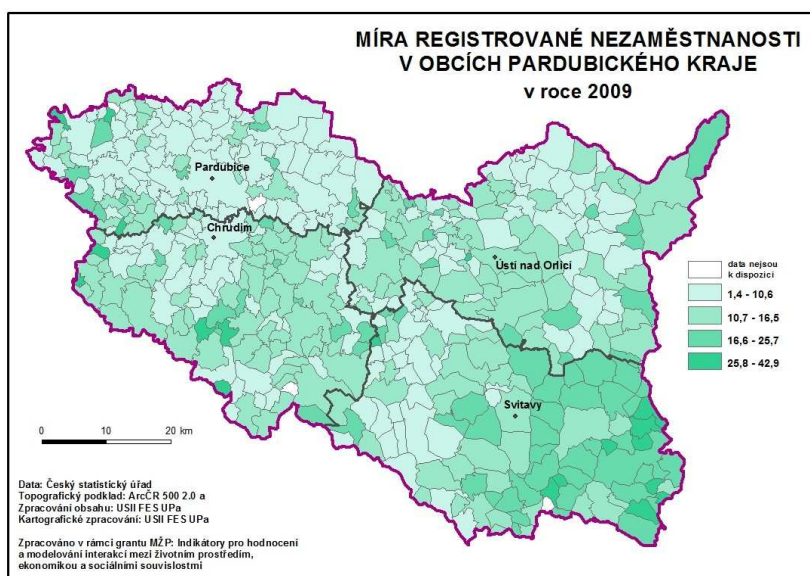 MÍRA REGISTROVANÉ NEZAMĚSTNANOSTI
V OBCÍCH PARDUBICKÉHO KRAJE
v roce 2009
Pardubice
Chrudim
Ústí nad Orlicí
Svitavy
data nejsou
k dispozici
1,4 - 10,6
10,7 - 16,5
16,6 - 25,7
25,8 - 42,9
0 10 20 km
Data: Český statistický úřad
Topografický podklad: ArcČR 500 2.0 a
Zpracování obsahu: USII FES UPa
Kartografické zpracování: USII FES UPa
Zpracováno v rámci grantu MŽP: Indikátory pro hodnocení
a modelování interakcí mezi životním prostředím,
ekonomikou a sociálními souvislostmi